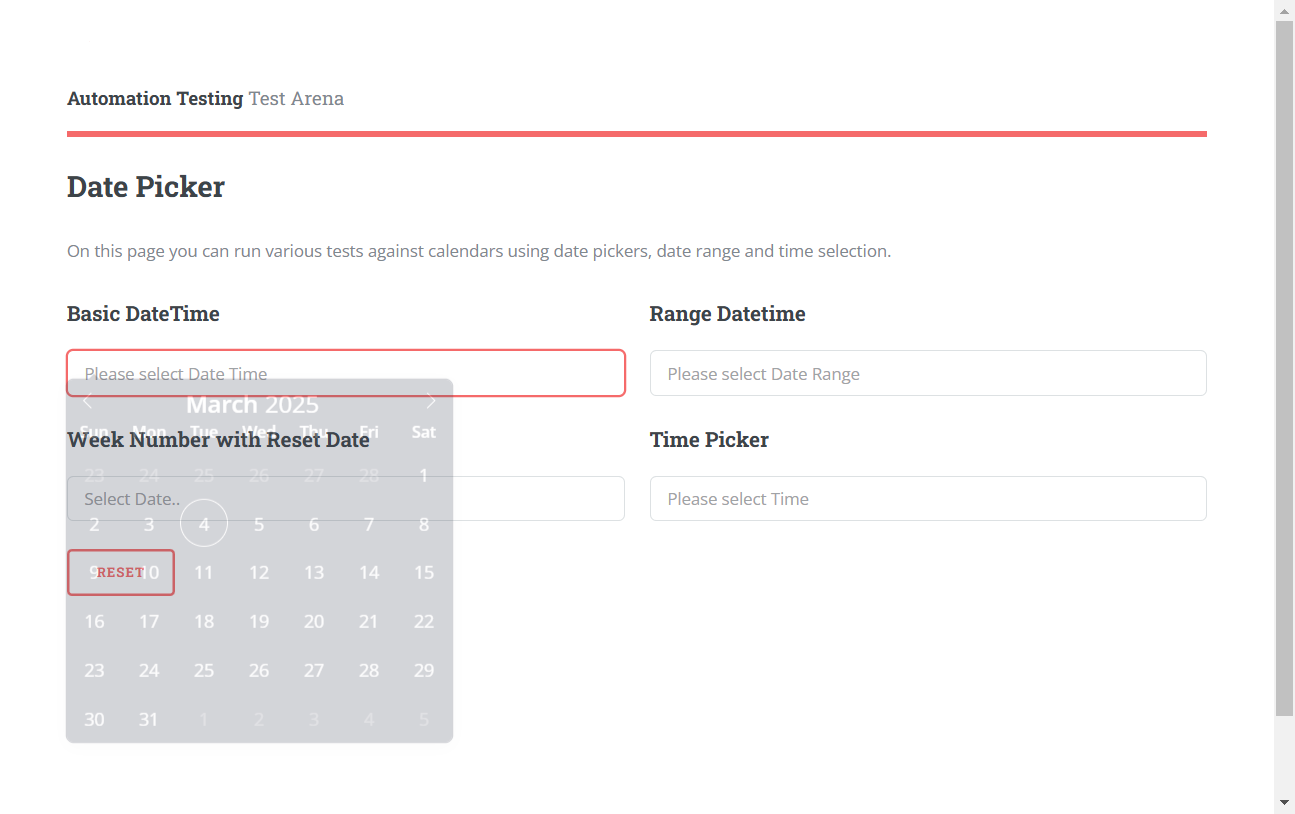 Automation Testing Test Arena
Date Picker
On this page you can run various tests against calendars using date pickers, date range and time selection.
Basic DateTime
Please select Date Time
Range Datetime
Please select Date Range
March 2025
Sun Mon Tue Wed Thu Fri Sat
23 24 25 26 27 28 1
2 3 4 5 6 7 8
9 10 11 12 13 14 15
16 17 18 19 20 21 22
23 24 25 26 27 28 29
30 31 1 2 3 4 5
Week Number with Reset Date
Select Date..
RESET
Time Picker
Please select Time